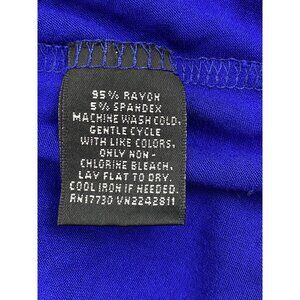 95% RAYON
5% SPANDEX
MACHINE WASH COLD,
GENTLE CYCLE
WITH LIKE COLORS,
ONLY NON-
CHLORINE BLEACH,
LAY FLAT TO DRY.
COOL IRON IF NEEDED.
RN17730 VN2242811